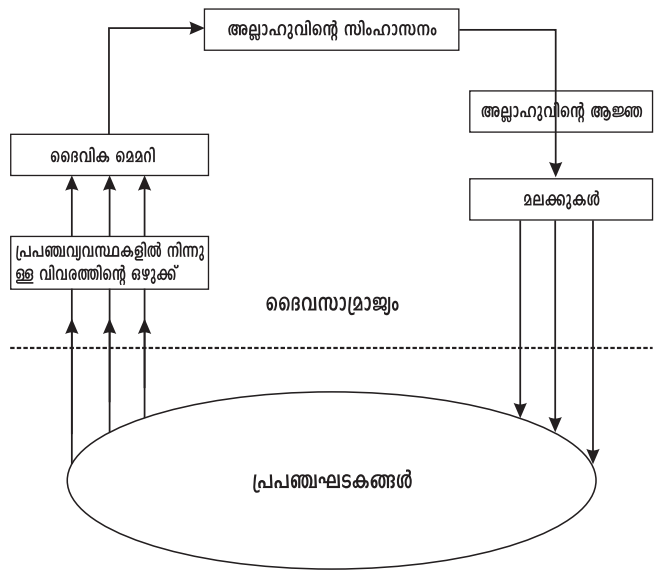 അല്ലാഹുവിന്റെ സിംഹാസനം
അല്ലാഹുവിന്റെ ആജ്ഞ
ദൈവിക മെമറി
മലക്കുകൾ
പ്രപഞ്ചവ്യവസ്ഥകളിൽ നിന്നു
ള്ള വിവരത്തിന്റെ ഒഴുക്ക്
ദൈവസാമ്രാജ്യം
പ്രപഞ്ചഘടകങ്ങൾ